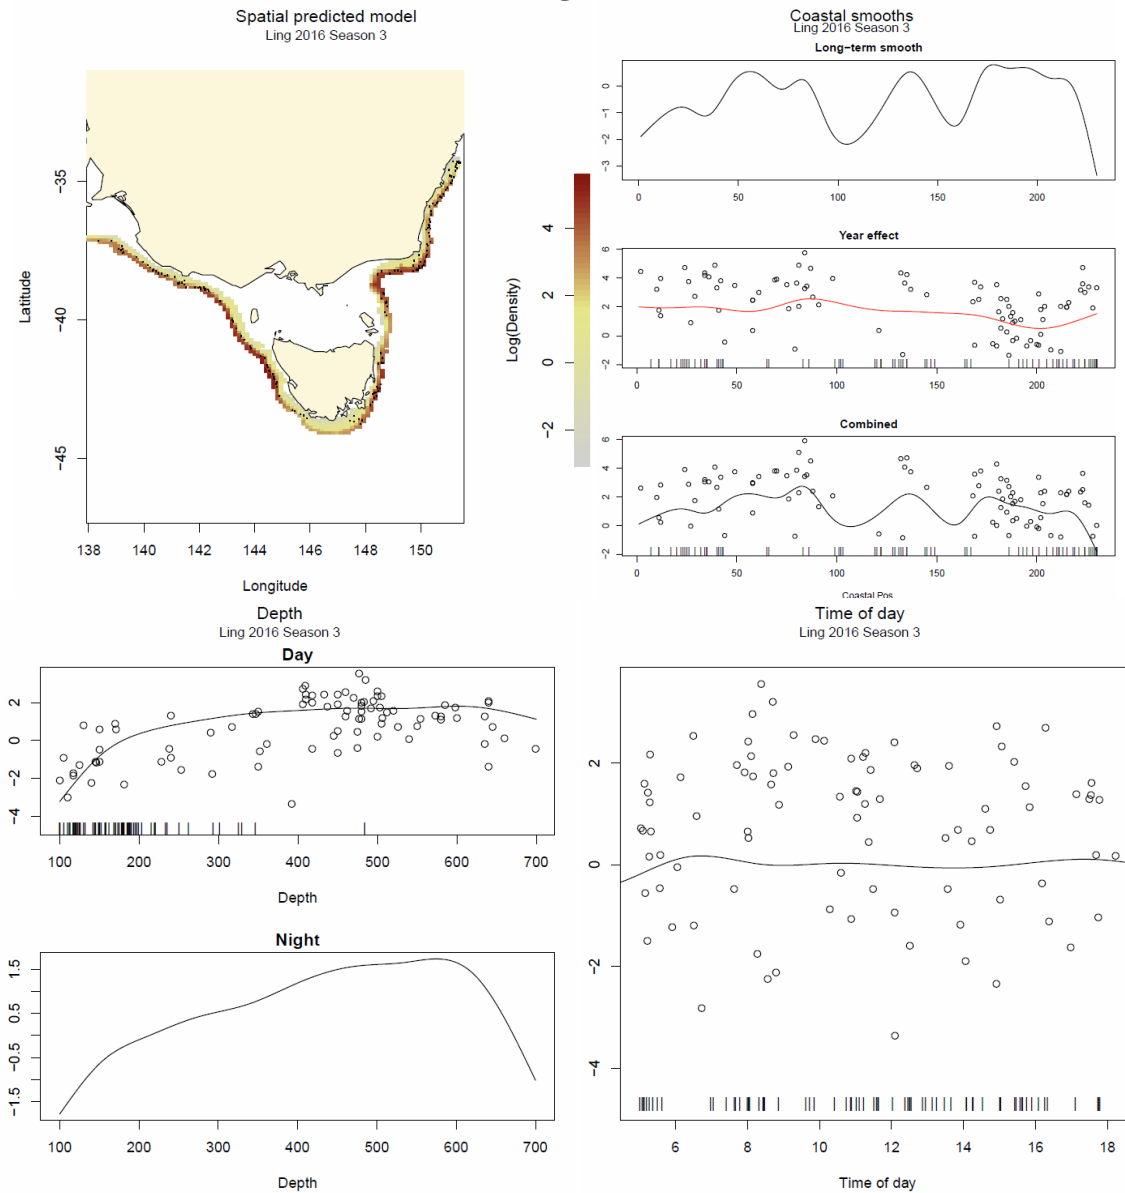 Spatial predicted model
Ling 2016 Season 3
Latitude
-35
-40
-45
138 140 142 144 146 148 150
Longitude
Log(Density)
4
2
0
-2
Coastal smooths
Ling 2016 Season 3
Long-term smooth
0
-1
-2
-3
0 50 100 150 200
Year effect
6
4
2
0
-2
0 50 100 150 200
Combined
6
4
2
0
-2
0 50 100 150 200
Coastal Pos
Depth
Ling 2016 Season 3
Day
2
0
-2
-4
100 200 300 400 500 600 700
Depth
Night
1.5
0.5
-0.5
-1.5
100 200 300 400 500 600 700
Depth
Time of day
Ling 2016 Season 3
2
0
-2
-4
6 8 10 12 14 16 18
Time of day